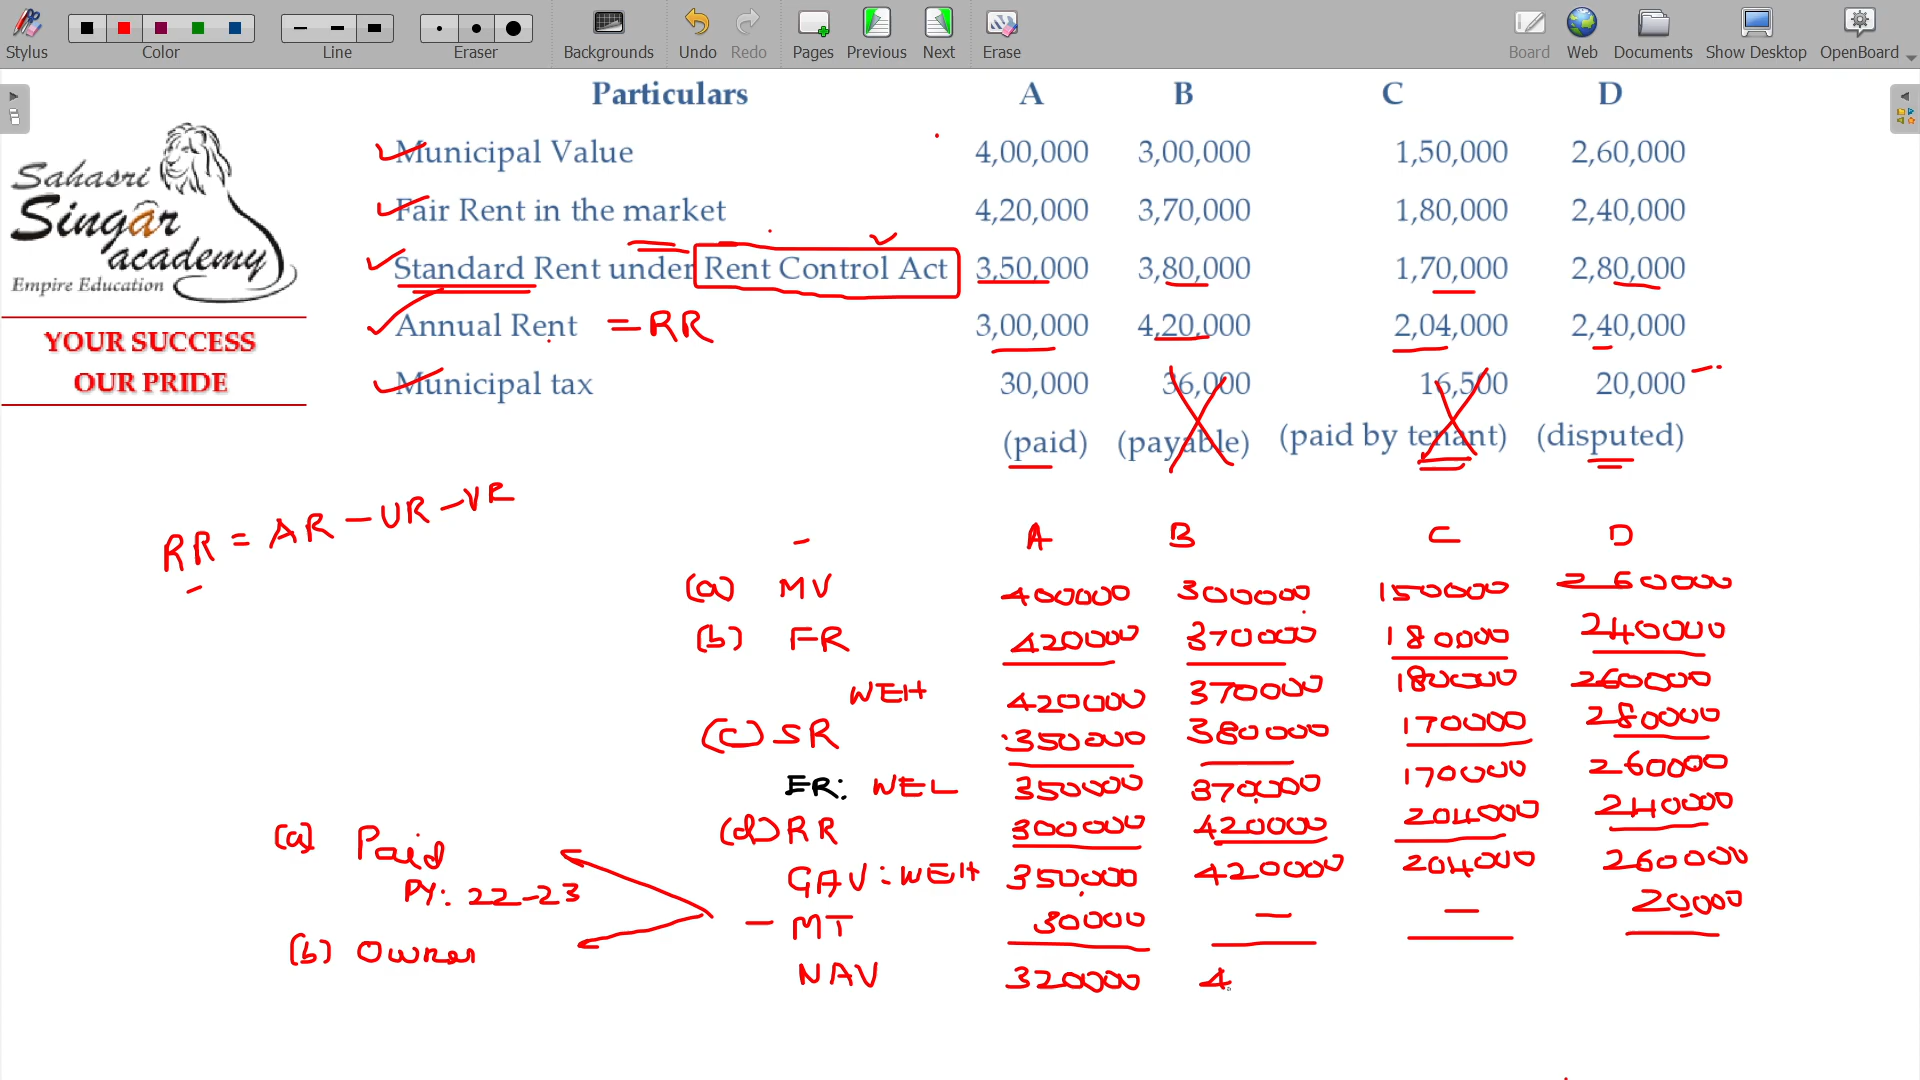 Stylus Color Line Eraser Backgrounds Undo Redo Pages Previous Next Erase Board Web Documents Show Desktop OpenBoard
Particulars A B C D
Municipal Value 4,00,000 3,00,000 1,50,000 2,60,000
Fair Rent in the market 4,20,000 3,70,000 1,80,000 2,40,000
Standard Rent under Rent Control Act 3,50,000 3,80,000 1,70,000 2,80,000
Annual Rent = RR 3,00,000 4,20,000 2,04,000 2,40,000
Municipal tax 30,000 36,000 16,500 20,000
(paid) (payable) (paid by tenant) (disputed)
Sahasri
Singar
academy
Empire Education
YOUR SUCCESS
OUR PRIDE
RR = AR - UR - VR
- A B C D
(a) MV 400000 300000 150000 260000
(b) FR 420000 370000 180000 240000
WEH 420000 370000 180000 260000
(c) SR 350000 380000 170000 280000
ER: WEL 350000 370000 170000 260000
(d) RR 300000 420000 204000 240000
GAV: WEH 350000 420000 204000 260000
- MT 30000 - - 20000
NAV 320000 4
(a) Paid
PY: 22-23
(b) Owner